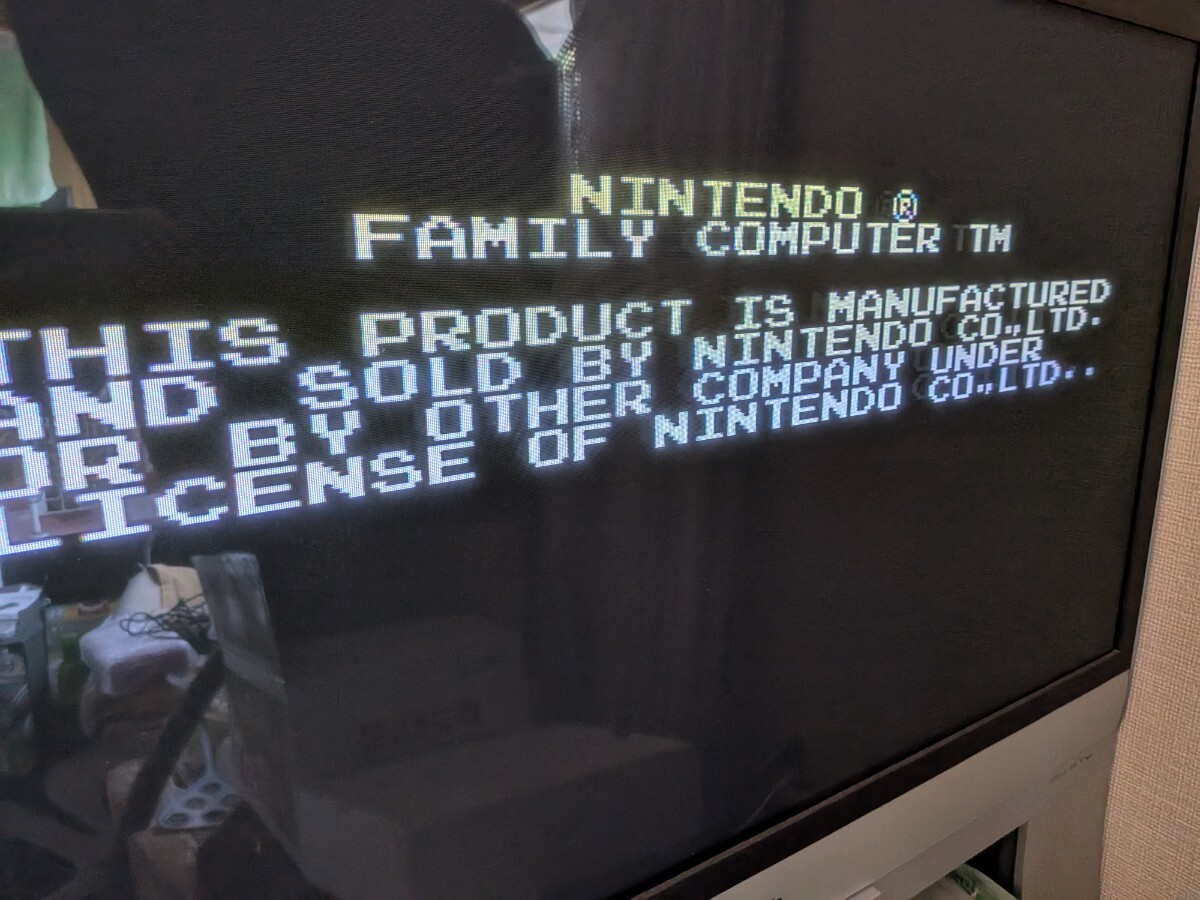 NINTENDO ®
FAMILY COMPUTER TM
THIS PRODUCT IS MANUFACTURED
AND SOLD BY NINTENDO CO.,LTD.
OR BY OTHER COMPANY UNDER
LICENSE OF NINTENDO CO.,LTD..